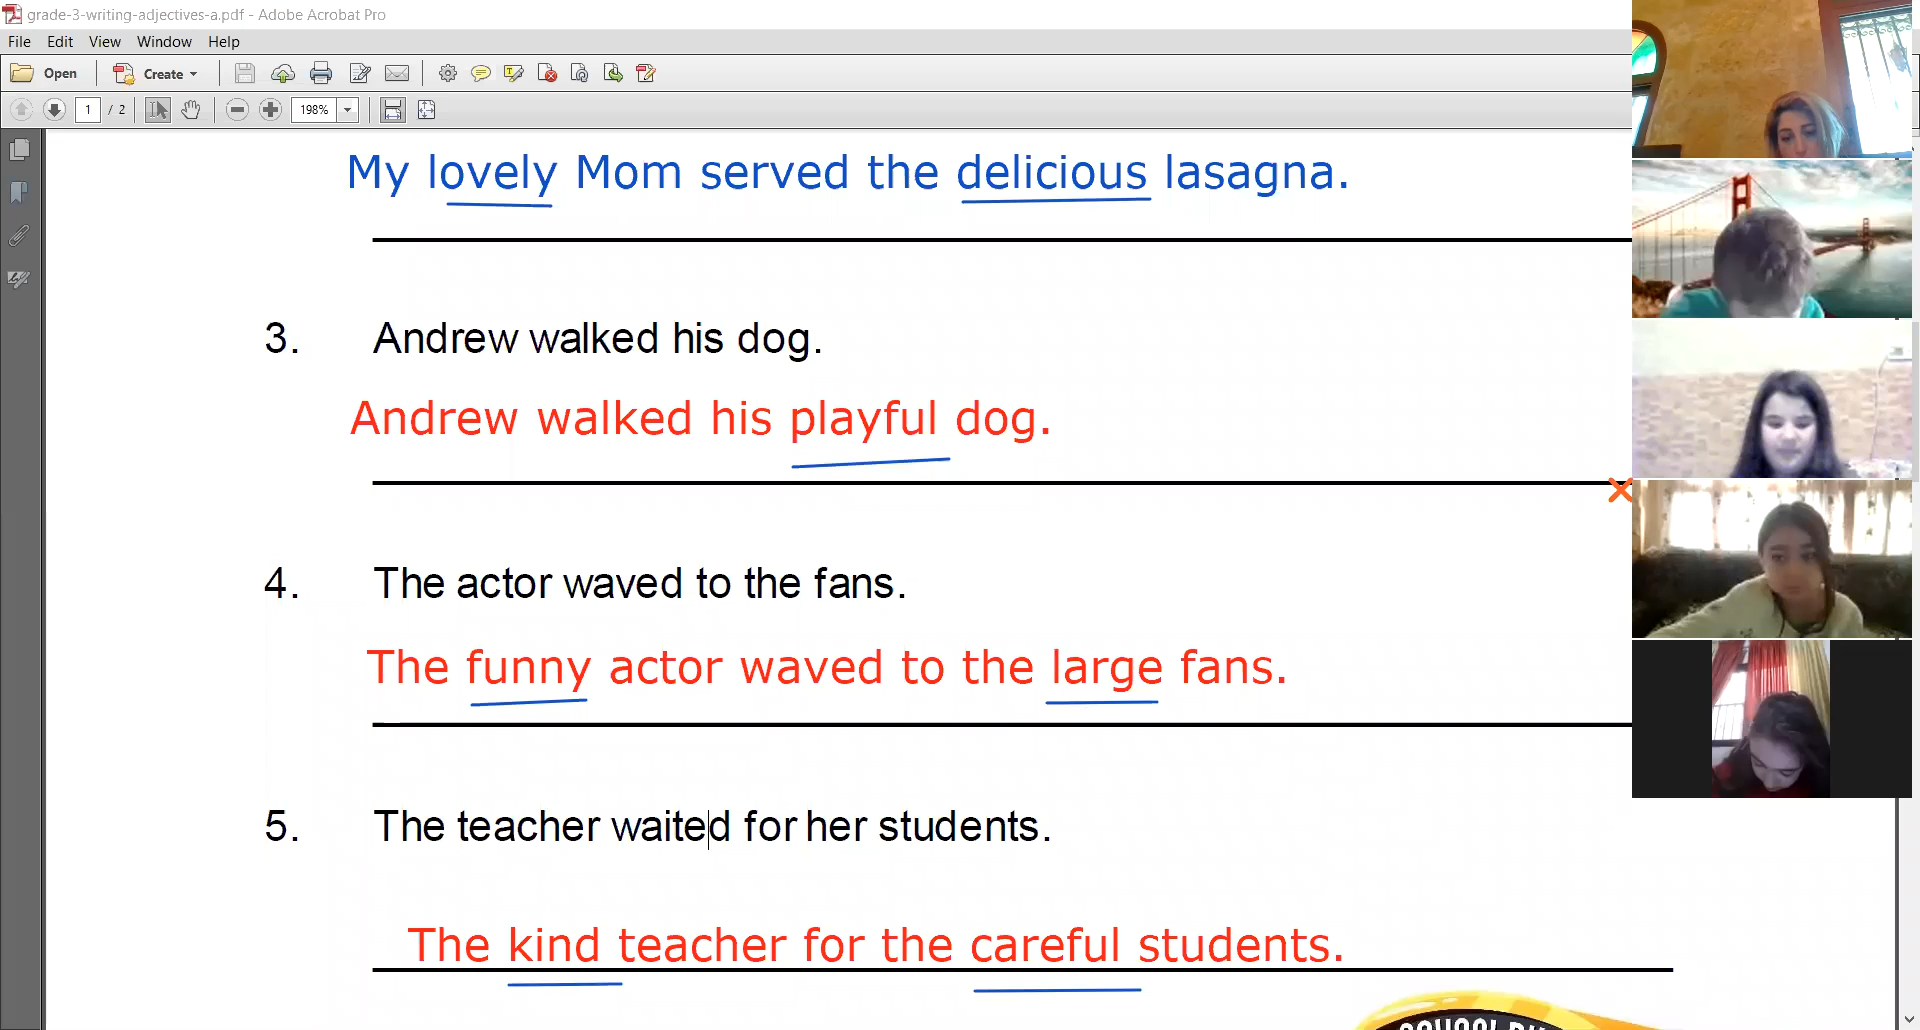 grade-3-writing-adjectives-a.pdf - Adobe Acrobat Pro
File Edit View Window Help
Open Create
1 / 2 198%
My lovely Mom served the delicious lasagna.
3. Andrew walked his dog.
Andrew walked his playful dog.
4. The actor waved to the fans.
The funny actor waved to the large fans.
5. The teacher waited for her students.
The kind teacher for the careful students.